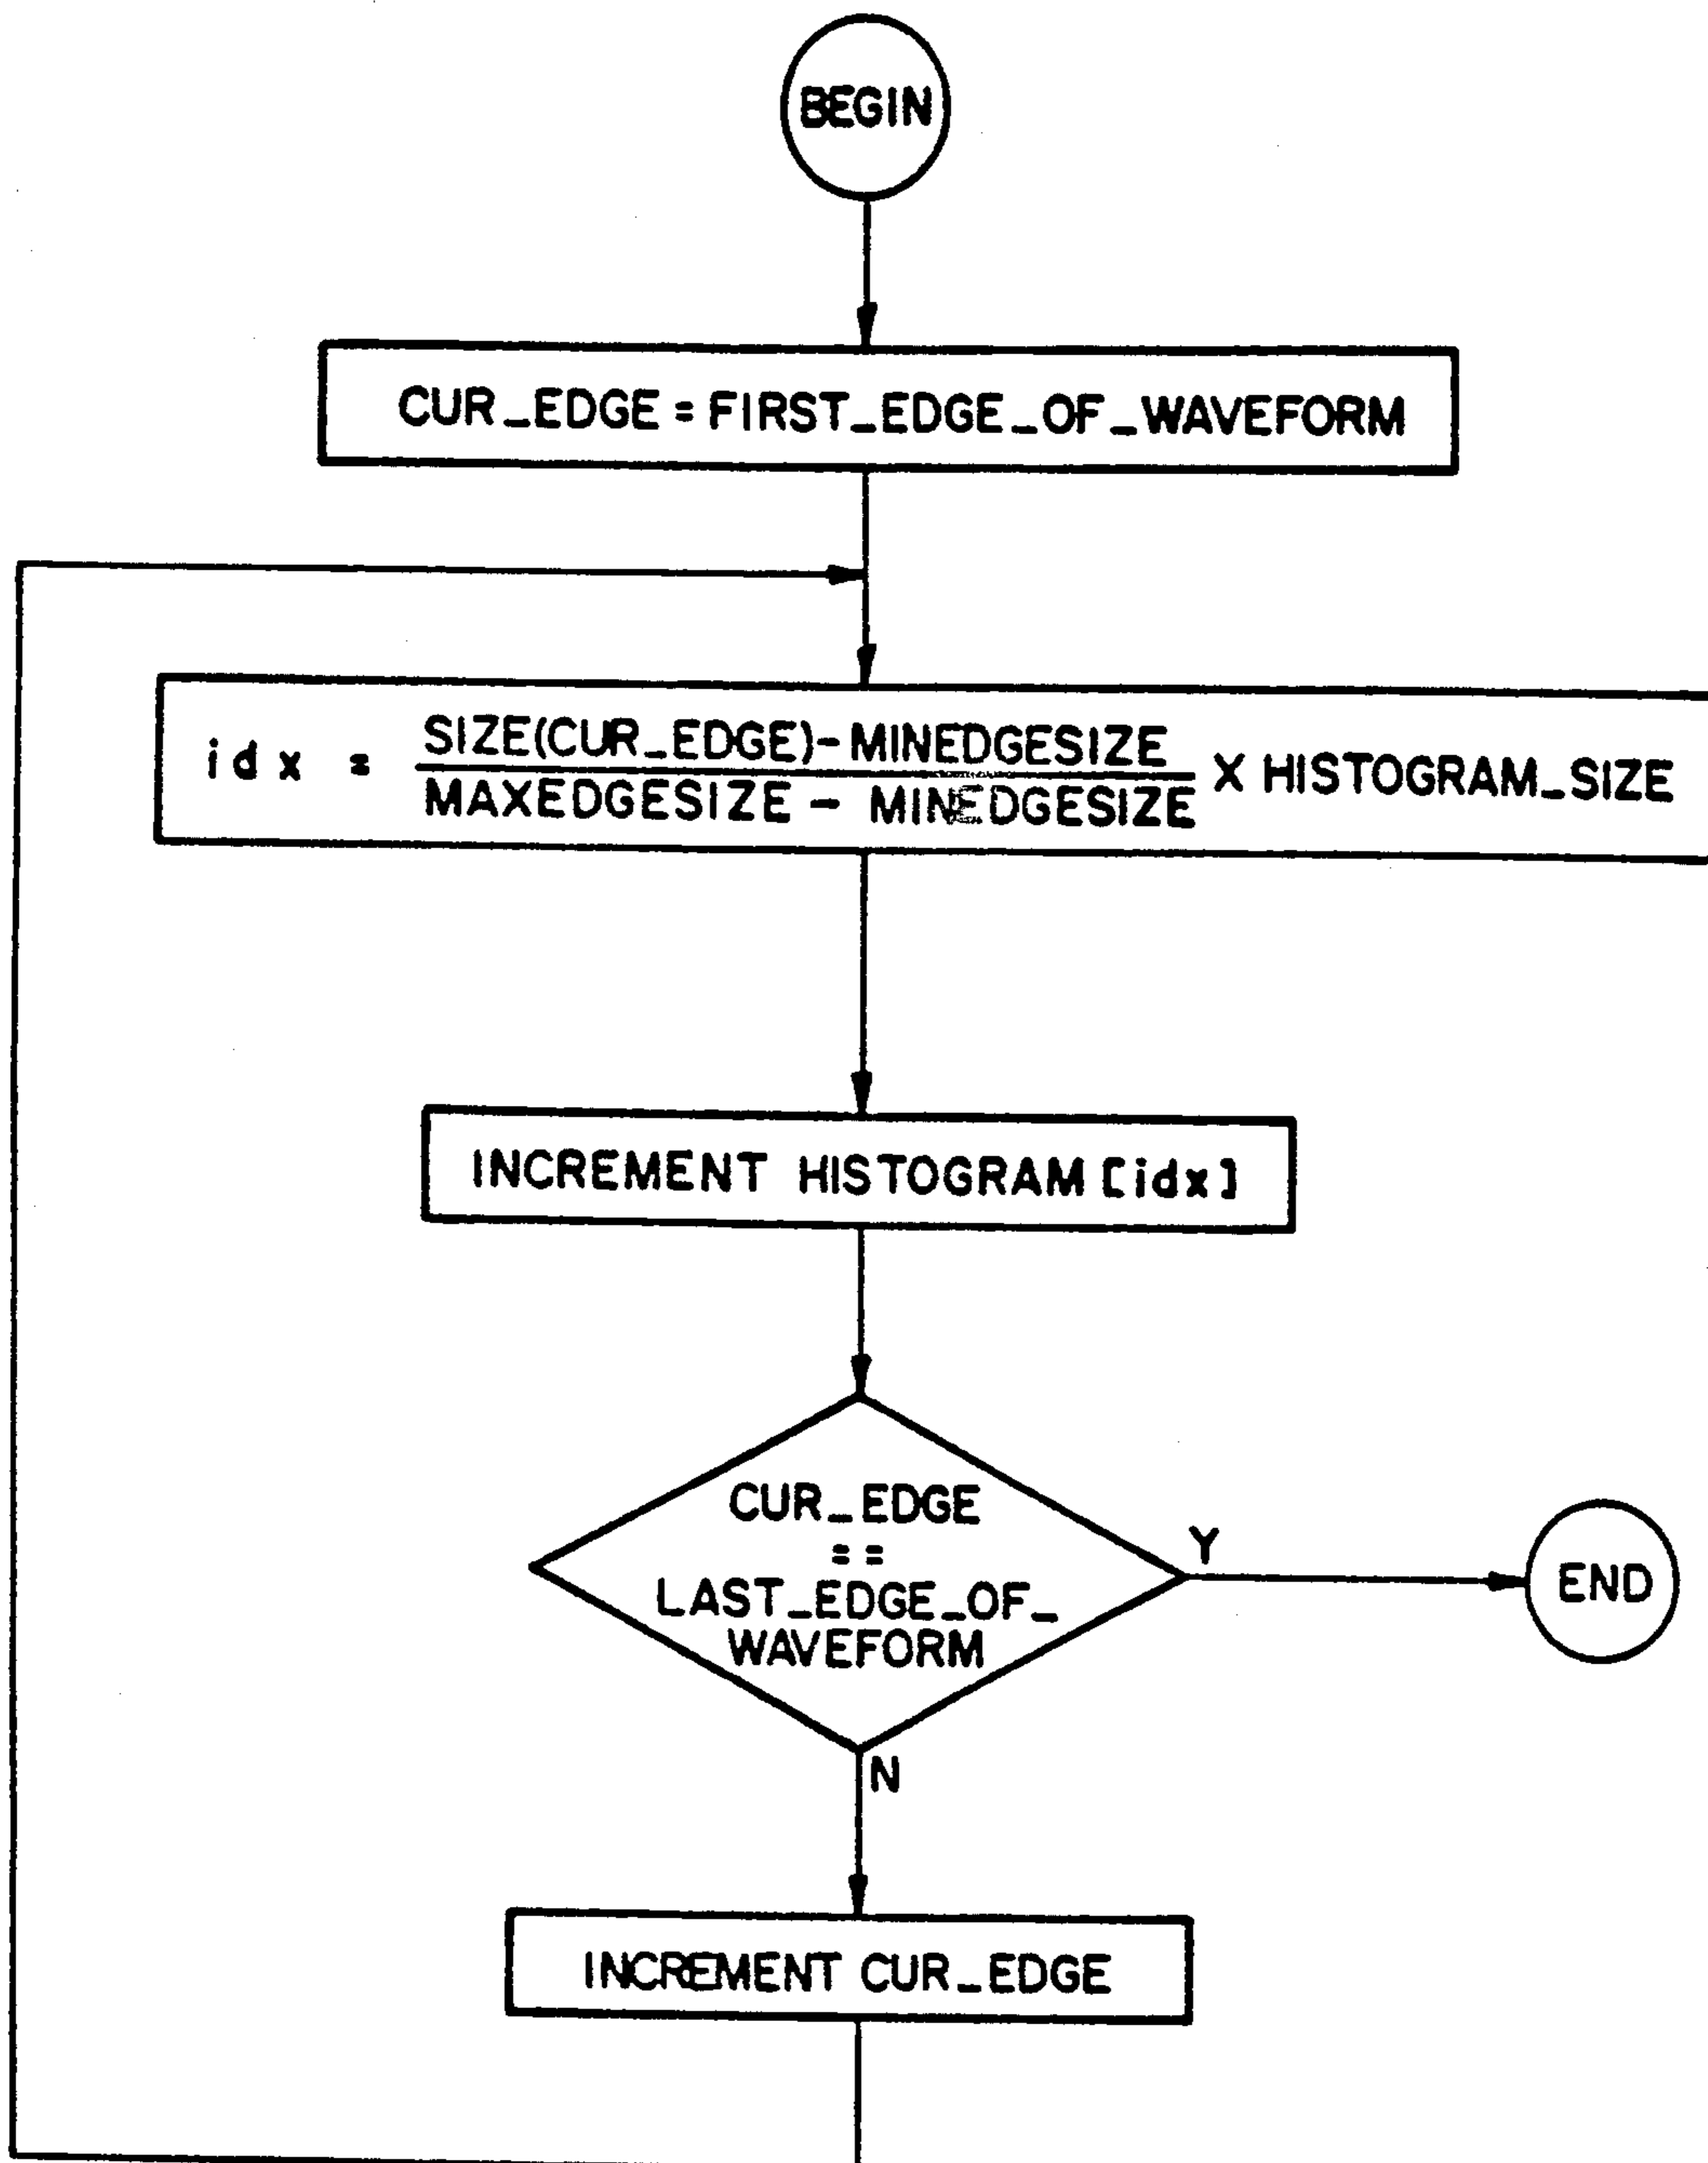 BEGIN
CUR_EDGE = FIRST_EDGE_OF_WAVEFORM
idx = SIZE(CUR_EDGE)-MINEDGESIZE
MAXEDGESIZE - MINEDGESIZE X HISTOGRAM_SIZE
INCREMENT HISTOGRAM [idx]
CUR_EDGE
==
LAST_EDGE_OF_
WAVEFORM
Y
END
N
INCREMENT CUR_EDGE